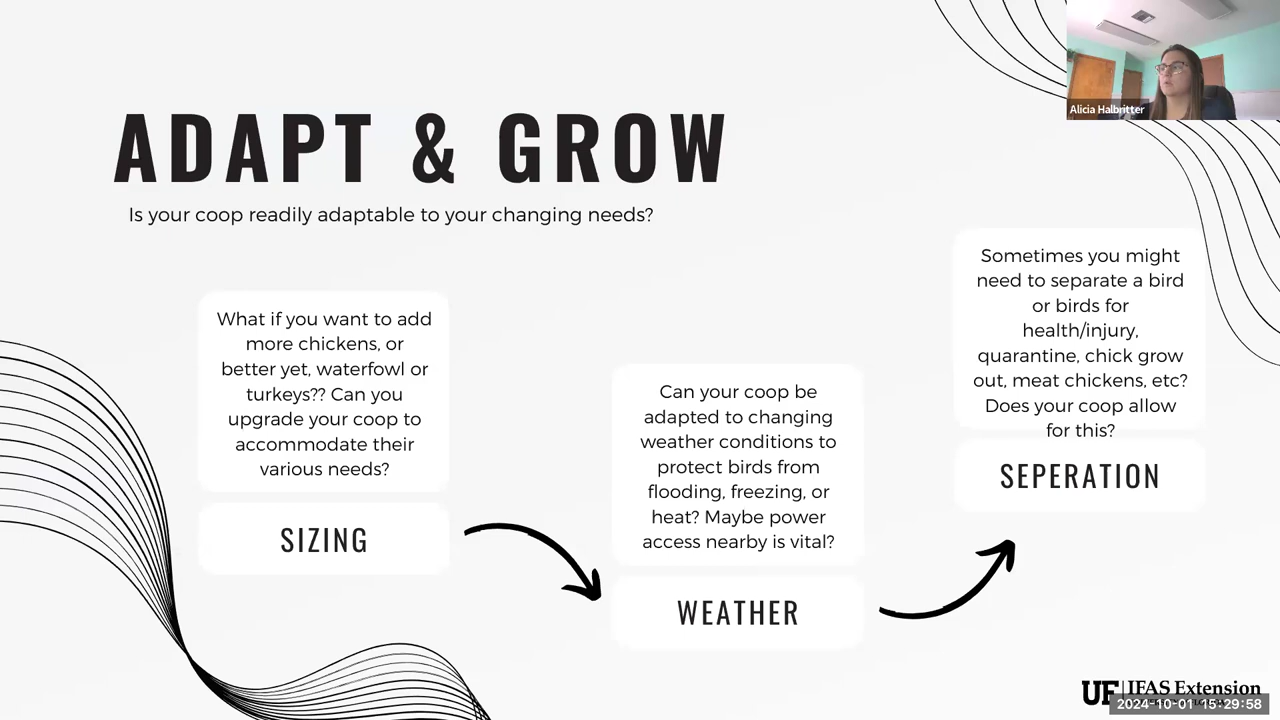 Alicia Halbritter
ADAPT & GROW
Is your coop readily adaptable to your changing needs?
What if you want to add
more chickens, or
better yet, waterfowl or
turkeys?? Can you
upgrade your coop to
accommodate their
various needs?
SIZING
Can your coop be
adapted to changing
weather conditions to
protect birds from
flooding, freezing, or
heat? Maybe power
access nearby is vital?
WEATHER
Sometimes you might
need to separate a bird
or birds for
health/injury,
quarantine, chick grow
out, meat chickens, etc?
Does your coop allow
for this?
SEPERATION
UF IFAS Extension
2024-10-01 15:29:58